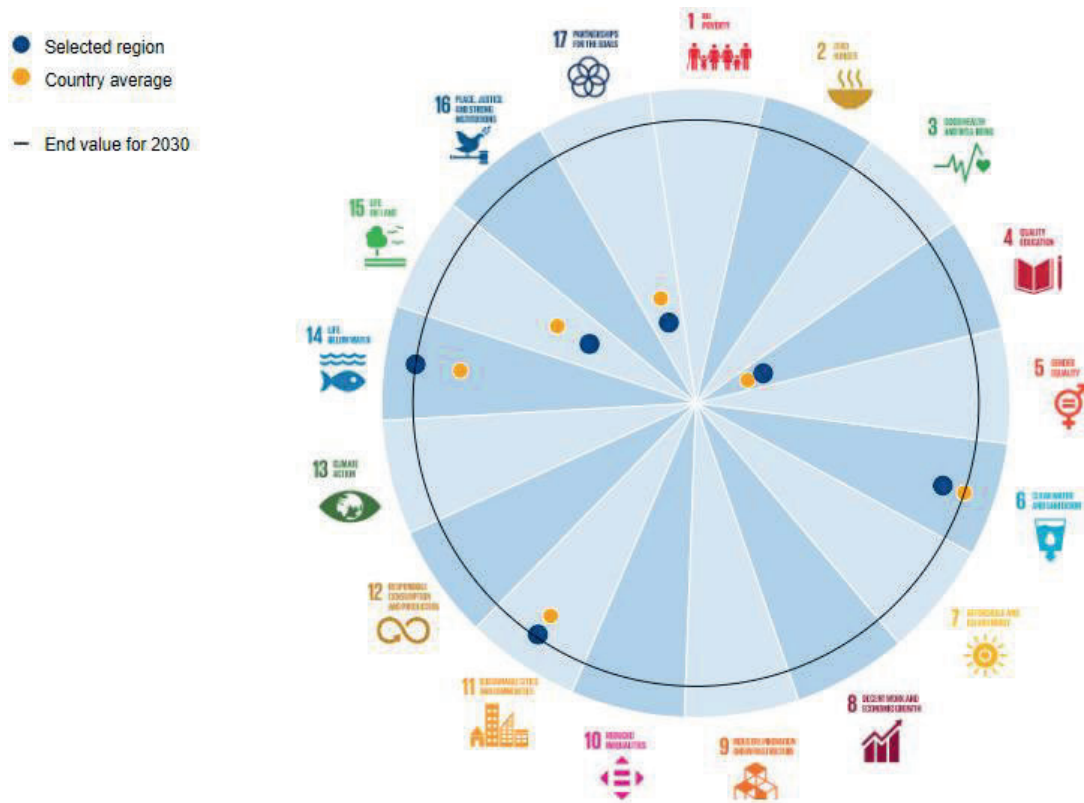 Selected region
Country average
End value for 2030
1 NO
POVERTY
2 ZERO
HUNGER
3 GOOD HEALTH
AND WELL-BEING
4 QUALITY
EDUCATION
5 GENDER
EQUALITY
6 CLEAN WATER
AND SANITATION
7 AFFORDABLE AND
CLEAN ENERGY
8 DECENT WORK AND
ECONOMIC GROWTH
9 INDUSTRY, INNOVATION
AND INFRASTRUCTURE
10 REDUCED
INEQUALITIES
11 SUSTAINABLE CITIES
AND COMMUNITIES
12 RESPONSIBLE
CONSUMPTION
AND PRODUCTION
13 CLIMATE
ACTION
14 LIFE
BELOW WATER
15 LIFE
ON LAND
16 PEACE, JUSTICE
AND STRONG
INSTITUTIONS
17 PARTNERSHIPS
FOR THE GOALS